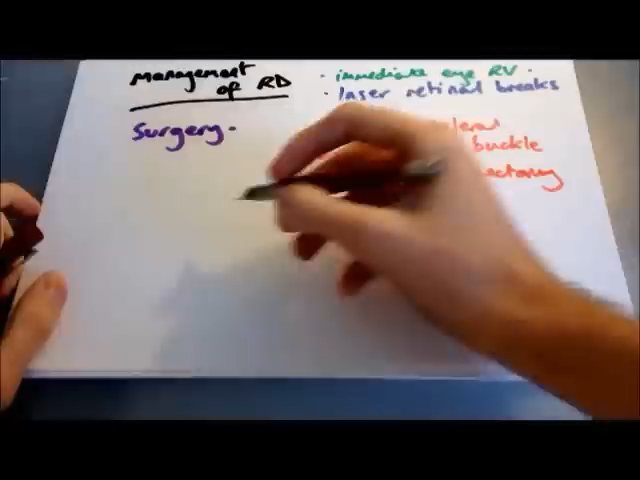 management
of RD
Surgery.
· immediate eye RV ·
· laser retinal breaks
buckle